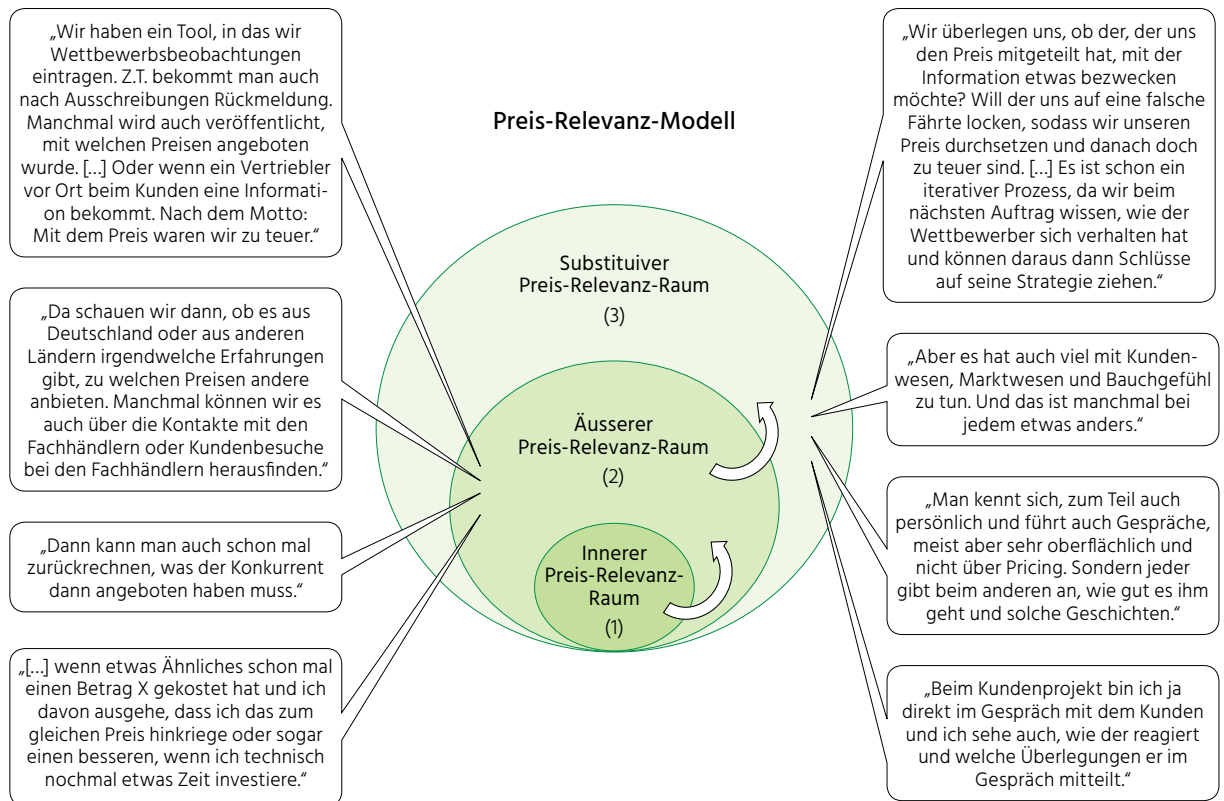 „Wir haben ein Tool, in das wir
Wettbewerbsbeobachtungen
eintragen. Z.T. bekommt man auch
nach Ausschreibungen Rückmeldung.
Manchmal wird auch veröffentlicht,
mit welchen Preisen angeboten
wurde. […] Oder wenn ein Vertriebler
vor Ort beim Kunden eine Informati-
on bekommt. Nach dem Motto:
Mit dem Preis waren wir zu teuer.“
„Da schauen wir dann, ob es aus
Deutschland oder aus anderen
Ländern irgendwelche Erfahrungen
gibt, zu welchen Preisen andere
anbieten. Manchmal können wir es
auch über die Kontakte mit den
Fachhändlern oder Kundenbesuche
bei den Fachhändlern herausfinden.“
„Dann kann man auch schon mal
zurückrechnen, was der Konkurrent
dann angeboten haben muss.“
„[…] wenn etwas Ähnliches schon mal
einen Betrag X gekostet hat und ich
davon ausgehe, dass ich das zum
gleichen Preis hinkriege oder sogar
einen besseren, wenn ich technisch
nochmal etwas Zeit investiere.“
Preis-Relevanz-Modell
Substituiver
Preis-Relevanz-Raum
(3)
Äusserer
Preis-Relevanz-Raum
(2)
Innerer
Preis-Relevanz-
Raum
(1)
„Wir überlegen uns, ob der, der uns
den Preis mitgeteilt hat, mit der
Information etwas bezwecken
möchte? Will der uns auf eine falsche
Fährte locken, sodass wir unseren
Preis durchsetzen und danach doch
zu teuer sind. […] Es ist schon ein
iterativer Prozess, da wir beim
nächsten Auftrag wissen, wie der
Wettbewerber sich verhalten hat
und können daraus dann Schlüsse
auf seine Strategie ziehen.“
„Aber es hat auch viel mit Kunden-
wesen, Marktwesen und Bauchgefühl
zu tun. Und das ist manchmal bei
jedem etwas anders.“
„Man kennt sich, zum Teil auch
persönlich und führt auch Gespräche,
meist aber sehr oberflächlich und
nicht über Pricing. Sondern jeder
gibt beim anderen an, wie gut es ihm
geht und solche Geschichten.“
„Beim Kundenprojekt bin ich ja
direkt im Gespräch mit dem Kunden
und ich sehe auch, wie der reagiert
und welche Überlegungen er im
Gespräch mitteilt.“